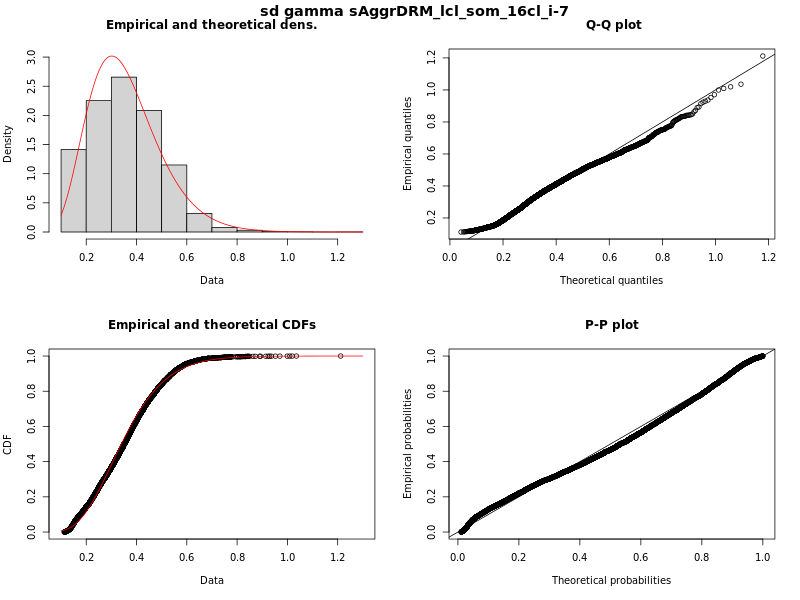 sd gamma sAggrDRM_lcl_som_16cl_i-7
Empirical and theoretical dens.
Density
0.0 0.5 1.0 1.5 2.0 2.5 3.0
0.2 0.4 0.6 0.8 1.0 1.2
Data
Q-Q plot
Empirical quantiles
0.2 0.4 0.6 0.8 1.0 1.2
0.0 0.2 0.4 0.6 0.8 1.0 1.2
Theoretical quantiles
Empirical and theoretical CDFs
CDF
0.0 0.2 0.4 0.6 0.8 1.0
0.2 0.4 0.6 0.8 1.0 1.2
Data
P-P plot
Empirical probabilities
0.0 0.2 0.4 0.6 0.8 1.0
0.0 0.2 0.4 0.6 0.8 1.0
Theoretical probabilities